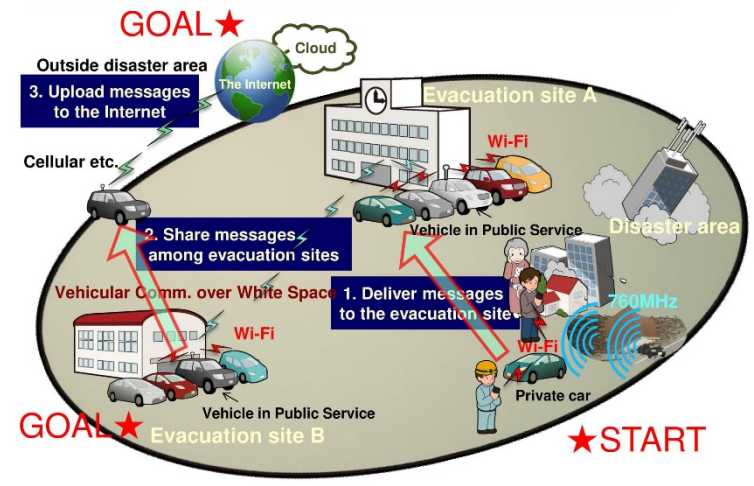 GOAL★
Cloud
Outside disaster area
The Internet
3. Upload messages
to the Internet
Evacuation site A
Wi-Fi
Cellular etc.
Vehicle in Public Service
Disaster area
2. Share messages
among evacuation sites
Vehicular Comm. over White Space
1. Deliver messages
to the evacuation site
760MHz
Wi-Fi
Wi-Fi
Private car
Vehicle in Public Service
GOAL★
Evacuation site B
★START